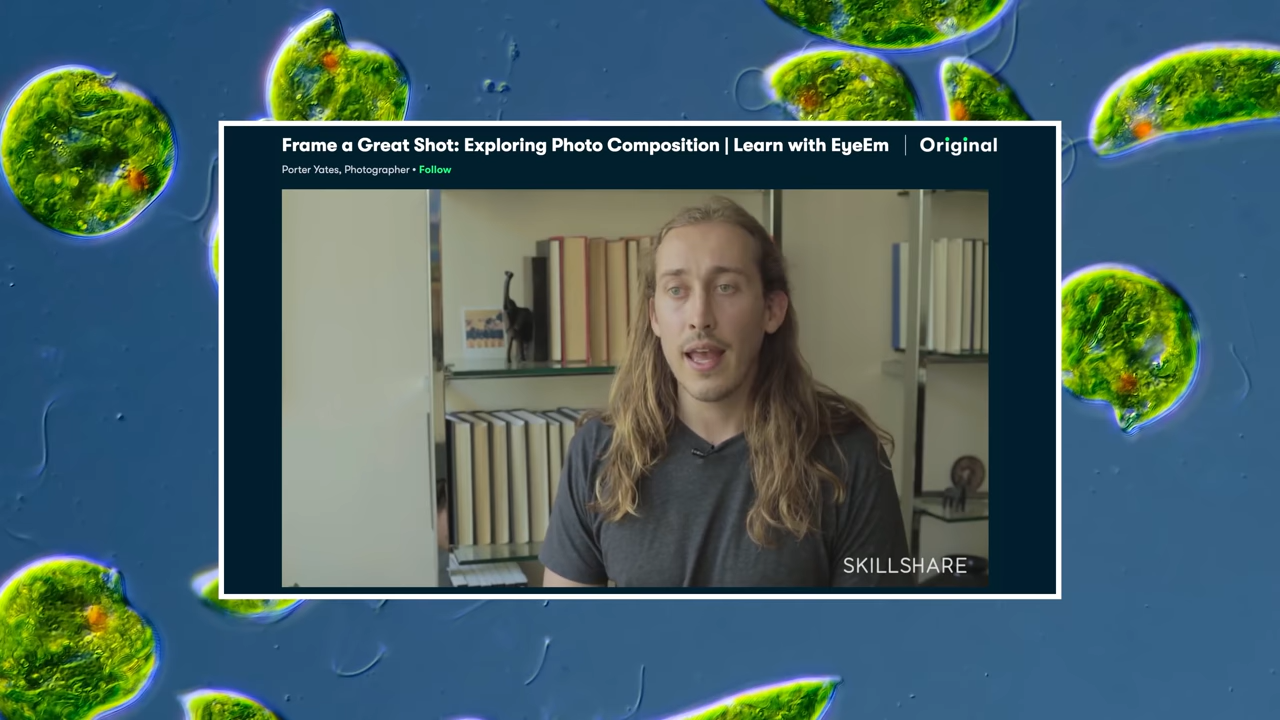 Frame a Great Shot: Exploring Photo Composition | Learn with EyeEm | Original
Porter Yates, Photographer • Follow
SKILLSHARE